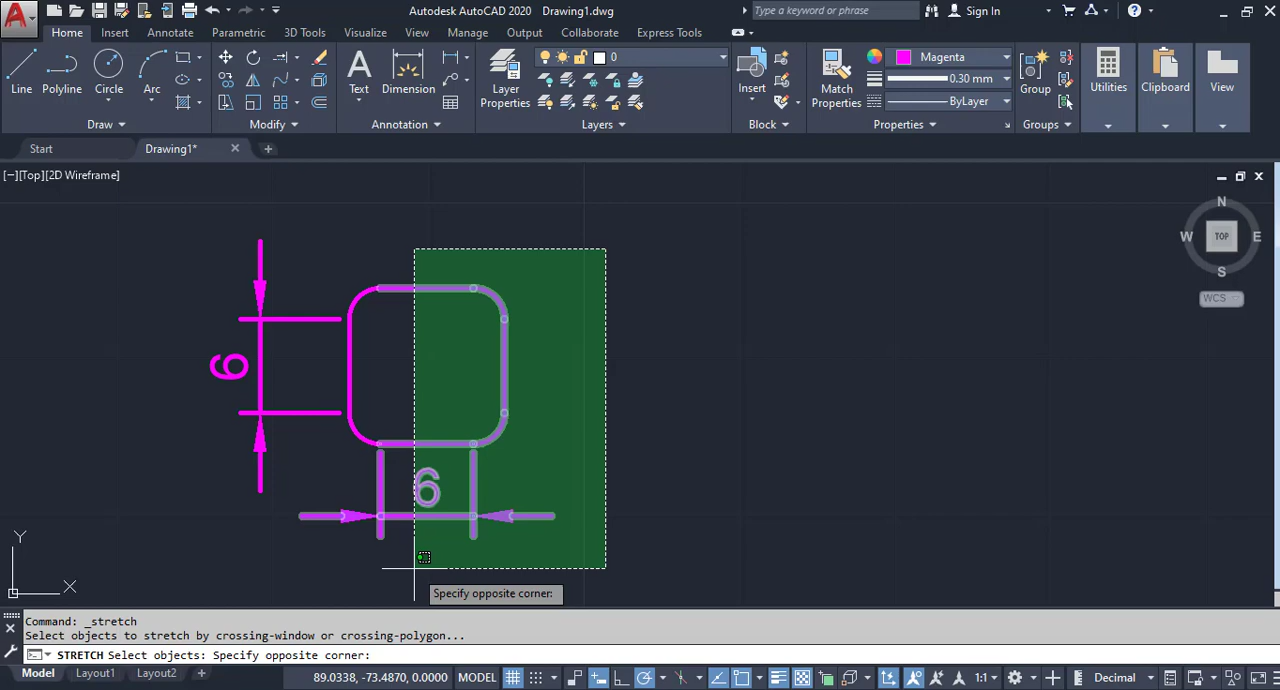 Autodesk AutoCAD 2020 Drawing1.dwg
Type a keyword or phrase
Sign In
Home Insert Annotate Parametric 3D Tools Visualize View Manage Output Collaborate Express Tools
Line Polyline Circle Arc
Draw
Modify
Text Dimension
Annotation
Layer Properties
0
Layers
Insert
Block
Match Properties
Magenta
0.30 mm
ByLayer
Properties
Group
Groups
Utilities
Clipboard
View
Start Drawing1*
[−][Top][2D Wireframe]
N
W TOP E
S
WCS
6
6
Y
X
Specify opposite corner:
Command: _stretch
Select objects to stretch by crossing-window or crossing-polygon...
STRETCH Select objects: Specify opposite corner:
Model Layout1 Layout2
89.0338, -73.4870, 0.0000 MODEL 1:1 Decimal